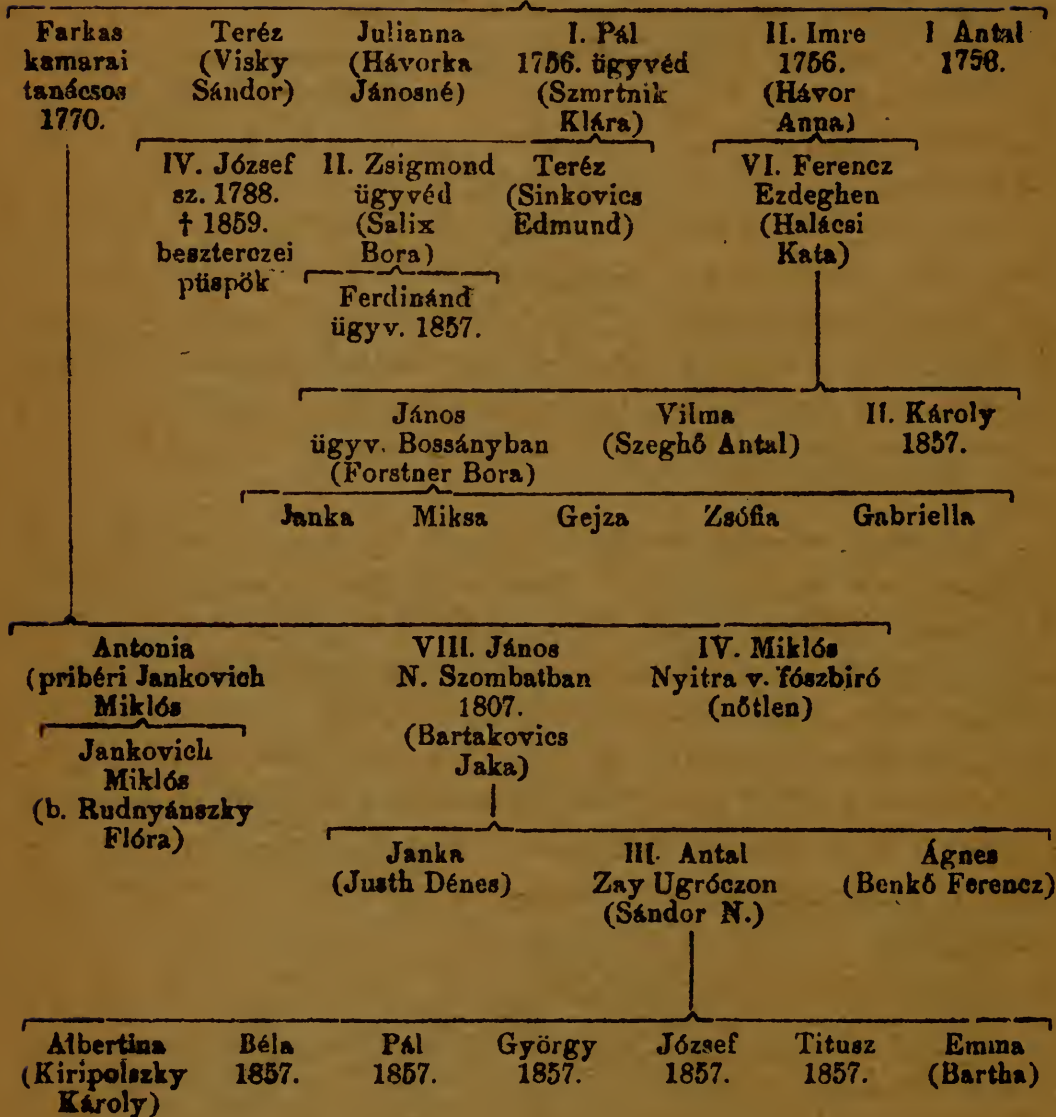 Farkas Teréz Julianna I. Pál II. Imre I Antal
kamarai (Visky (Hávorka 1756. ügyvéd 1756. 1758.
tanácsos Sándor) Jánosné) (Szmrtnik (Hávor
1770. Klára) Anna)
IV. József II. Zsigmond Teréz VI. Ferencz
sz. 1788. ügyvéd (Sinkovics Ezdeghen
† 1859. (Salix Edmund) (Halácsi
beszterczei Bora) Kata)
püspök Ferdinánd
ügyv. 1857.
János Vilma II. Károly
ügyv. Bossányban (Szeghő Antal) 1857.
(Forstner Bora)
Janka Miksa Gejza Zsófia Gabriella
Antonia VIII. János IV. Miklós
(pribéri Jankovich N. Szombatban Nyitra v. főszbiró
Miklós 1807. (nőtlen)
Jankovich (Bartakovics
Miklós Jaka)
(b. Rudnyánszky
Flóra)
Janka III. Antal Ágnes
(Justh Dénes) Zay Ugróczon (Benkő Ferencz)
(Sándor N.)
Albertina Béla Pál György József Titusz Emma
(Kiripolszky 1857. 1857. 1857. 1857. 1857. (Bartha)
Károly)